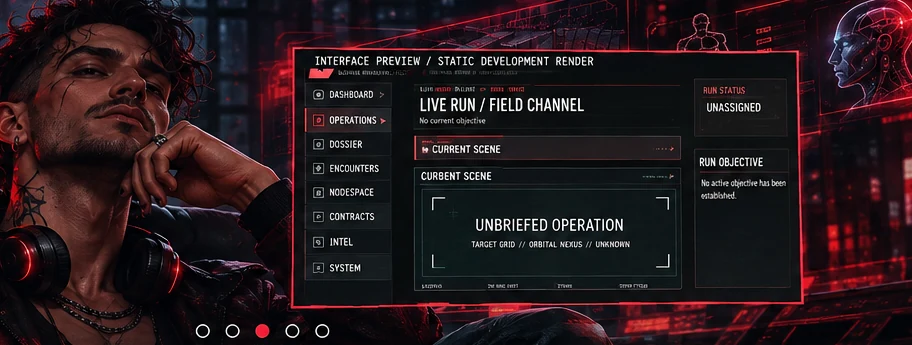 INTERFACE PREVIEW / STATIC DEVELOPMENT RENDER
DASHBOARD >
OPERATIONS
DOSSIER
ENCOUNTERS
NODESPACE
CONTRACTS
INTEL
SYSTEM
LIVE RUN / FIELD CHANNEL
No current objective
CURRENT SCENE
CURBENT SCENE
UNBRIEFED OPERATION
TARGET GRID // ORBITAL NEXUS // UNKNOWN
RUN STATUS
UNASSIGNED
RUN OBJECTIVE
No active objective has been
established.